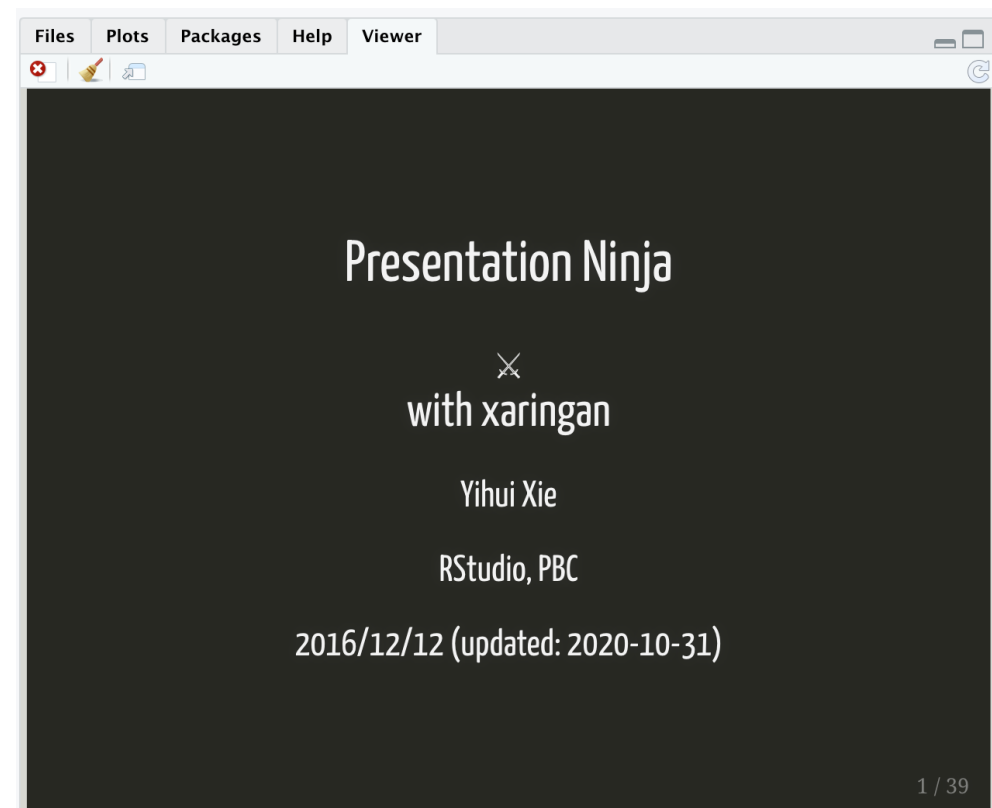 Files Plots Packages Help Viewer
Presentation Ninja
⚔
with xaringan
Yihui Xie
RStudio, PBC
2016/12/12 (updated: 2020-10-31)
1 / 39